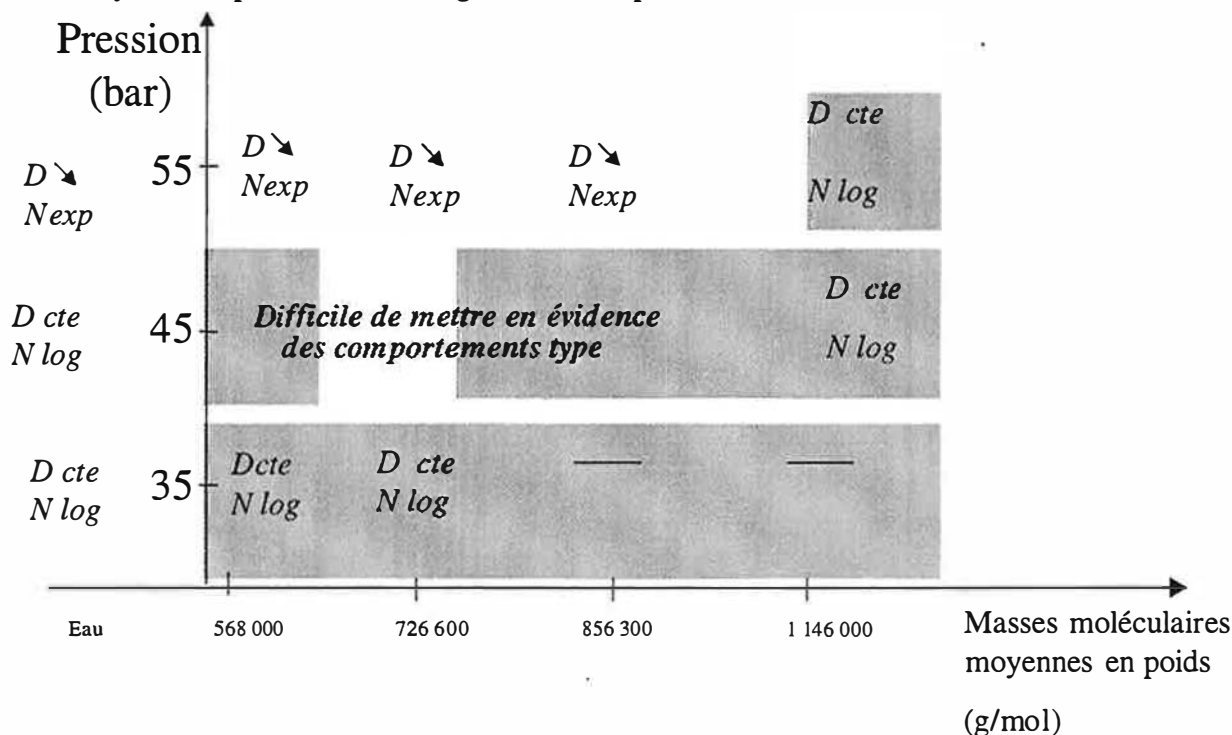 Pression
(bar)
55
D ↘
N exp
D ↘
Nexp
D ↘
Nexp
D ↘
Nexp
D cte
N log
45
D cte
N log
Difficile de mettre en évidence
des comportements type
D cte
N log
35
D cte
N log
Dcte
N log
D cte
N log
Eau
568 000
726 600
856 300
1 146 000
Masses moléculaires
moyennes en poids
(g/mol)